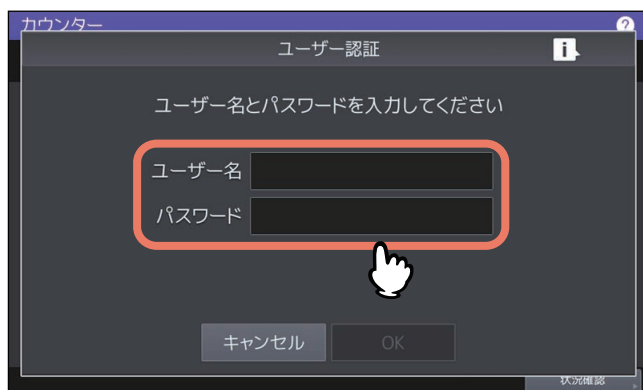 カウンター
ユーザー認証
ユーザー名とパスワードを入力してください
ユーザー名
パスワード
キャンセル OK
状況確認